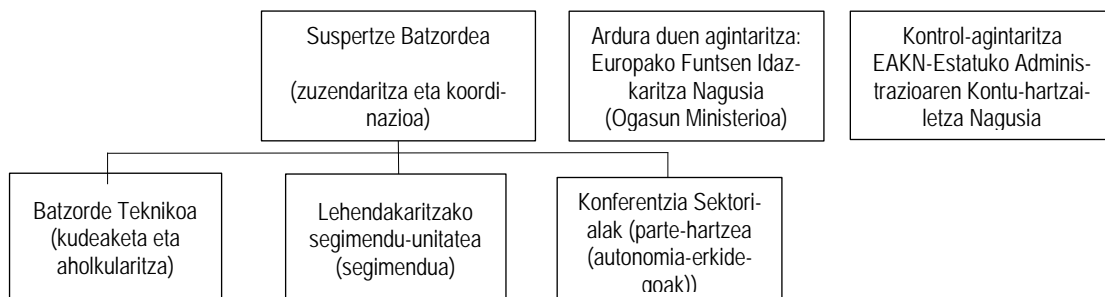 Suspertze Batzordea
(zuzendaritza eta koordi-
nazioa)
Ardura duen agintaritza:
Europako Funtsen Idaz-
karitza Nagusia
(Ogasun Ministerioa)
Kontrol-agintaritza
EAKN-Estatuko Adminis-
trazioaren Kontu-hartzai-
letza Nagusia
Batzorde Teknikoa
(kudeaketa eta
aholkularitza)
Lehendakaritzako
segimendu-unitatea
(segimendua)
Konferentzia Sektori-
alak (parte-hartzea
(autonomia-erkide-
goak))